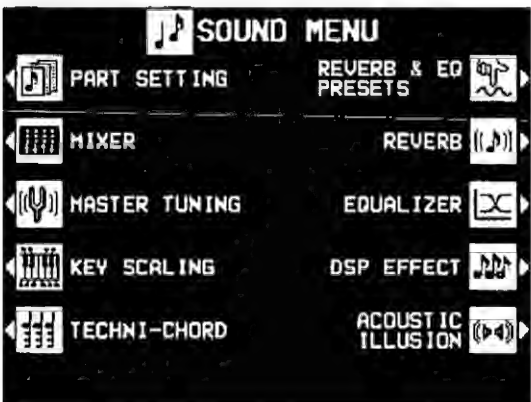 SOUND MENU
PART SETTING
REVERB & EQ
PRESETS
MIXER
REVERB
MASTER TUNING
EQUALIZER
KEY SCALING
DSP EFFECT
TECHNI-CHORD
ACOUSTIC
ILLUSION